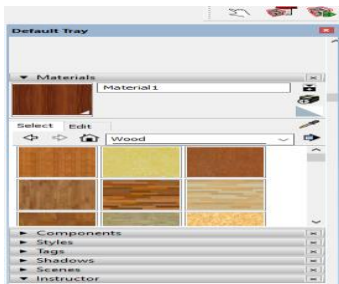 Default Tray
Materials
Material1
Select Edit
Wood
Components
Styles
Tags
Shadows
Scenes
Instructor